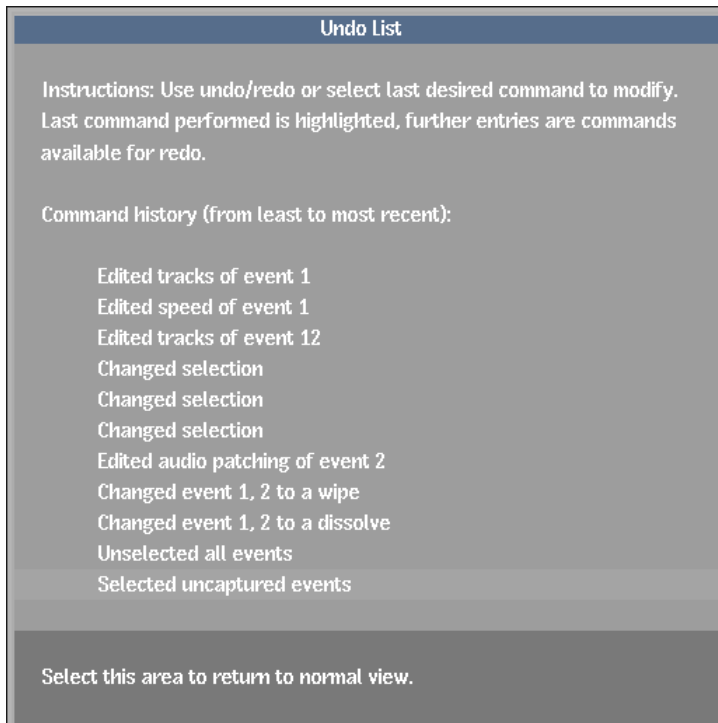 Undo List
Instructions: Use undo/redo or select last desired command to modify.
Last command performed is highlighted, further entries are commands
available for redo.
Command history (from least to most recent):
Edited tracks of event 1
Edited speed of event 1
Edited tracks of event 12
Changed selection
Changed selection
Changed selection
Edited audio patching of event 2
Changed event 1, 2 to a wipe
Changed event 1, 2 to a dissolve
Unselected all events
Selected uncaptured events
Select this area to return to normal view.